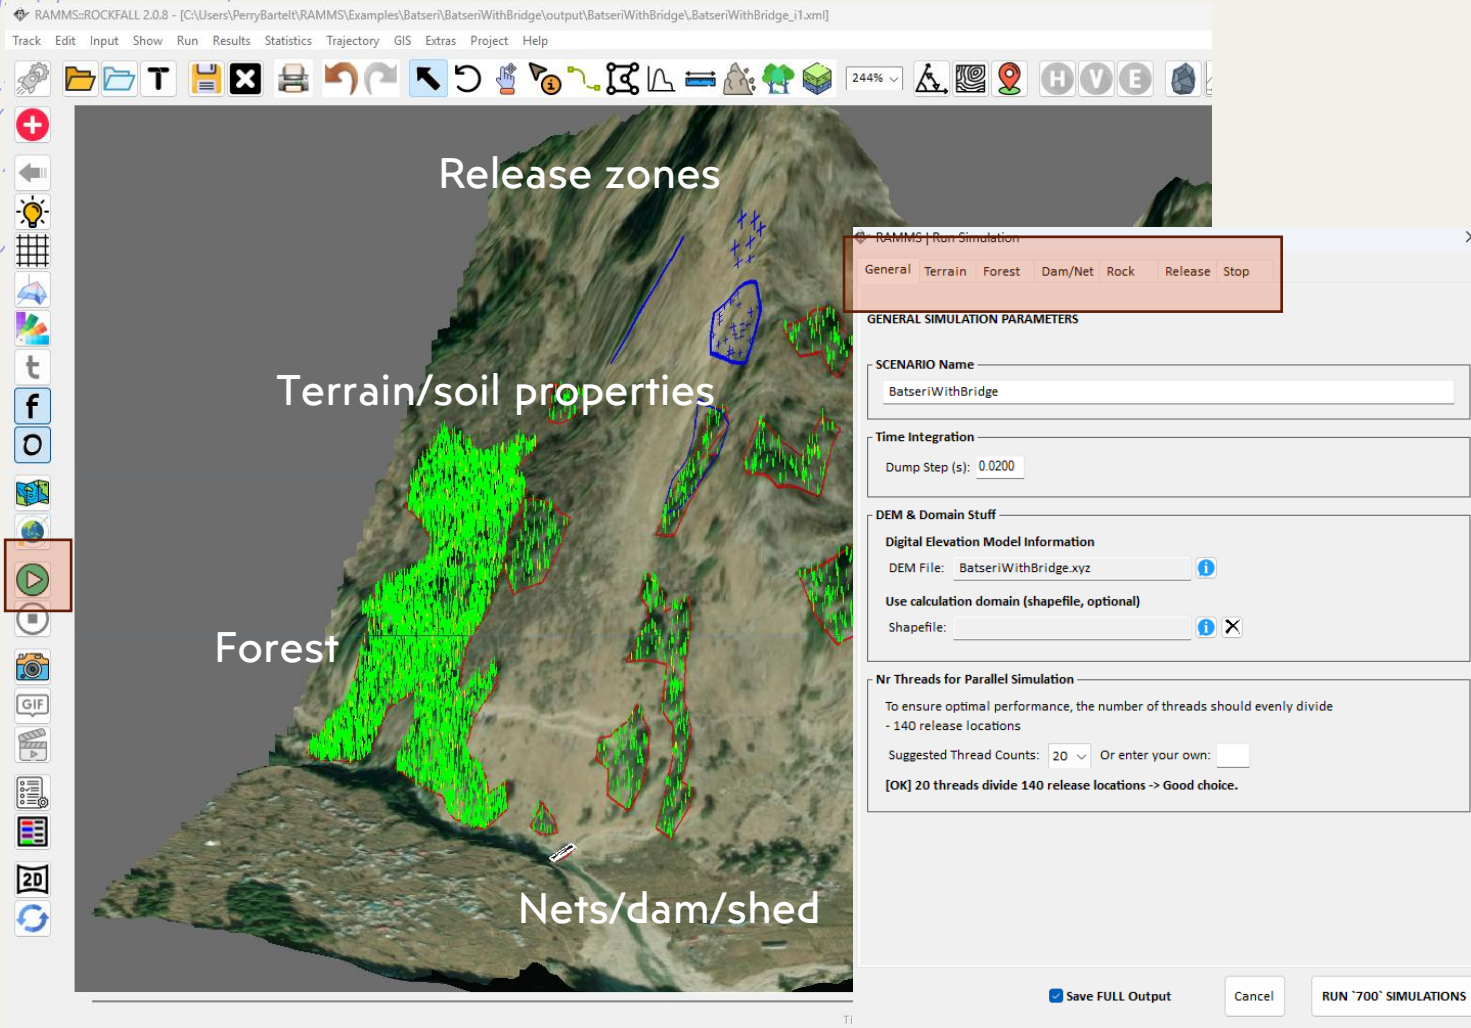 RAMMS::ROCKFALL 2.0.8 - [C:\Users\PerryBartelt\RAMMS\Examples\Batseri\BatseriWithBridge\output\BatseriWithBridge\.BatseriWithBridge_i1.xml]
Track Edit Input Show Run Results Statistics Trajectory GIS Extras Project Help
T
244%
H V E
Release zones
RAMMS | Run Simulation
General Terrain Forest Dam/Net Rock Release Stop
GENERAL SIMULATION PARAMETERS
SCENARIO Name
BatseriWithBridge
t
Terrain/soil properties
f
Time Integration
Dump Step (s): 0.0200
DEM & Domain Stuff
Digital Elevation Model Information
DEM File: BatseriWithBridge.xyz
Use calculation domain (shapefile, optional)
Shapefile:
Forest
Nr Threads for Parallel Simulation
To ensure optimal performance, the number of threads should evenly divide
- 140 release locations
GIF
Suggested Thread Counts: 20 Or enter your own:
[OK] 20 threads divide 140 release locations -> Good choice.
2D
Nets/dam/shed
Save FULL Output Cancel RUN `700` SIMULATIONS